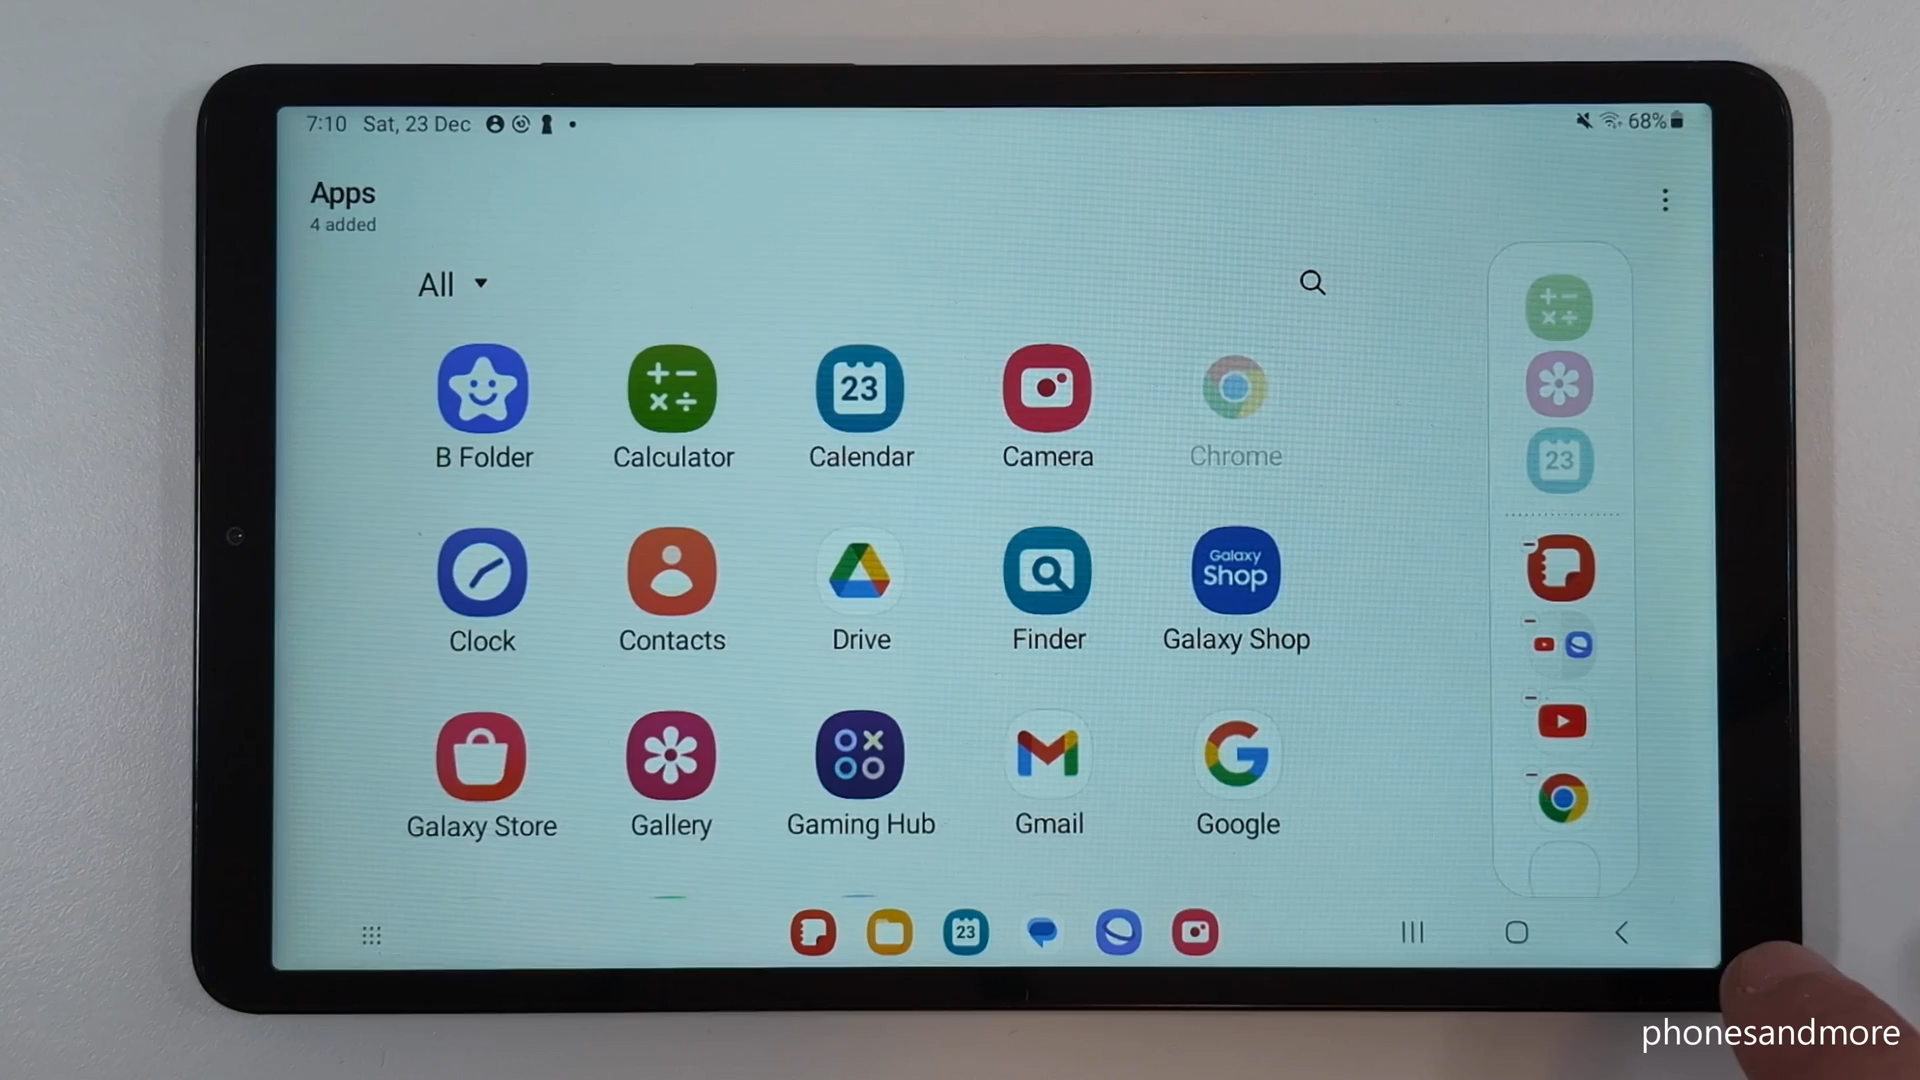 7:10 Sat, 23 Dec
68%
Apps
4 added
All
23
B Folder
Calculator
Calendar
Camera
Chrome
23
Galaxy Shop
Clock
Contacts
Drive
Finder
Galaxy Shop
Galaxy Store
Gallery
Gaming Hub
Gmail
Google
23
phonesandmore